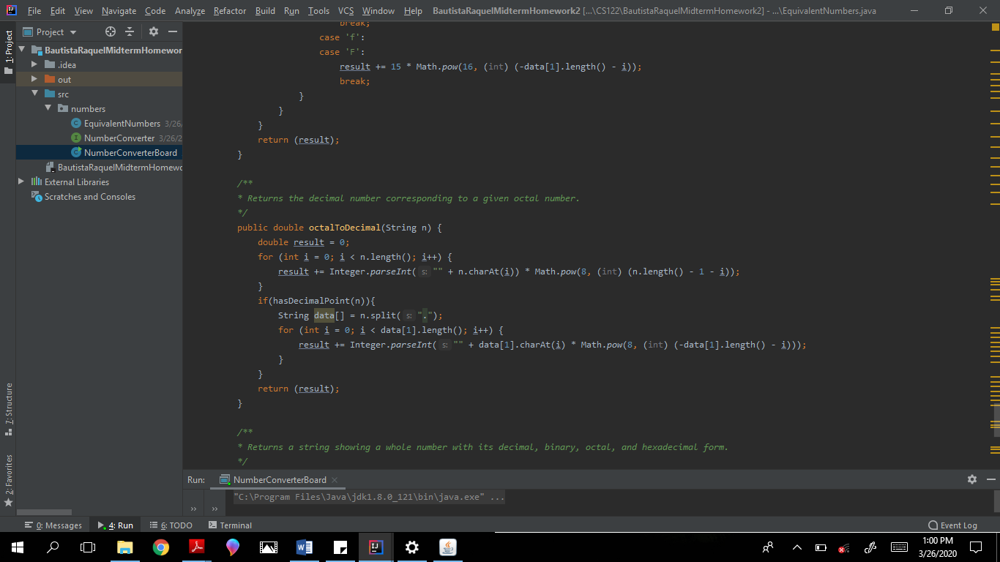 File Edit View Navigate Code Analyze Refactor Build Run Tools VCS Window Help BautistaRaquelMidtermHomework2 [...\CS122\BautistaRaquelMidtermHomework2] - ...\EquivalentNumbers.java
Project
1: Project
BautistaRaquelMidtermHomewor
.idea
out
src
numbers
EquivalentNumbers 3/26/
NumberConverter 3/26/2
NumberConverterBoard
BautistaRaquelMidtermHomewo
External Libraries
Scratches and Consoles
7: Structure
2: Favorites
break;
case 'f':
case 'F':
result += 15 * Math.pow(16, (int) (-data[1].length() - i));
break;
}
}
}
return (result);
}
/**
* Returns the decimal number corresponding to a given octal number.
*/
public double octalToDecimal(String n) {
double result = 0;
for (int i = 0; i < n.length(); i++) {
result += Integer.parseInt( s: "" + n.charAt(i)) * Math.pow(8, (int) (n.length() - 1 - i));
}
if(hasDecimalPoint(n)){
String data[] = n.split( s: ".");
for (int i = 0; i < data[1].length(); i++) {
result += Integer.parseInt( s: "" + data[1].charAt(i) * Math.pow(8, (int) (-data[1].length() - i)));
}
}
return (result);
}
/**
* Returns a string showing a whole number with its decimal, binary, octal, and hexadecimal form.
*/
Run: NumberConverterBoard
"C:\Program Files\Java\jdk1.8.0_121\bin\java.exe" ...
0: Messages 4: Run 6: TODO Terminal Event Log
1:00 PM
3/26/2020